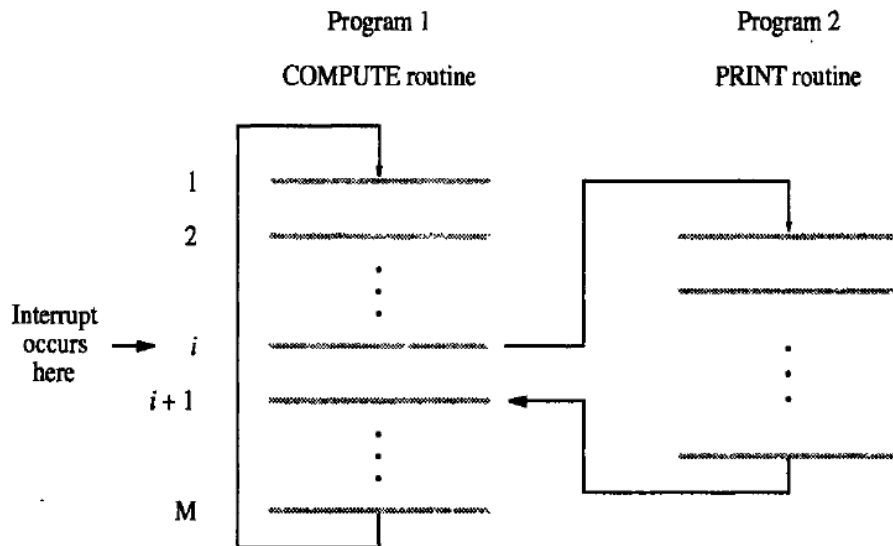 Program 1
COMPUTE routine
Program 2
PRINT routine
1
2
Interrupt
occurs
here
i
i + 1
M